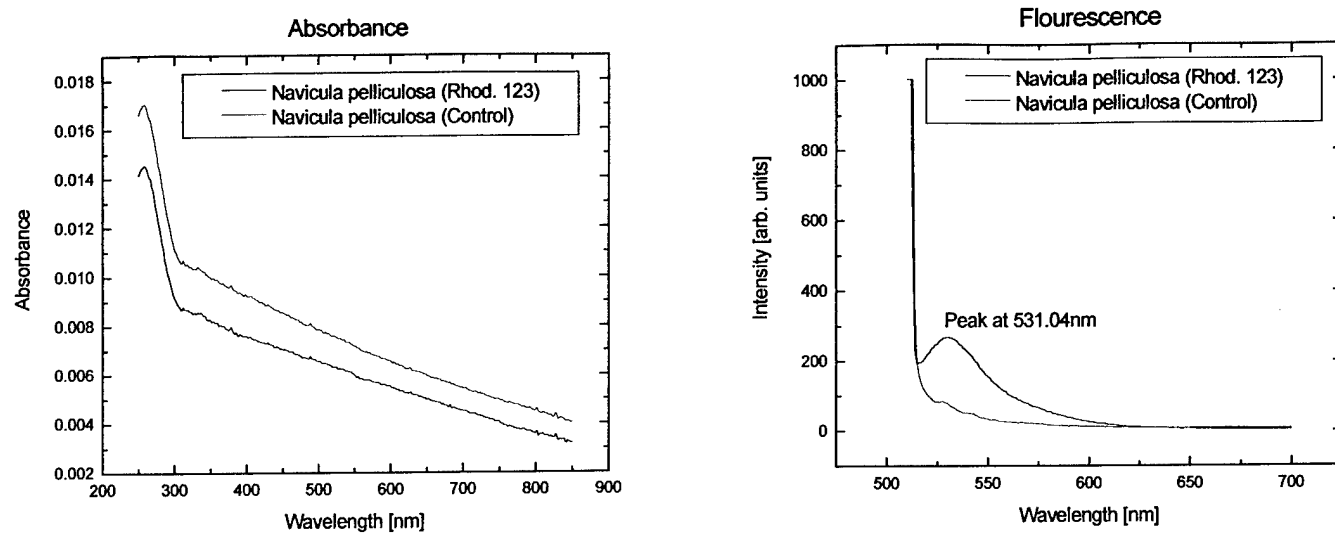 Absorbance
0.018
0.016
0.014
0.012
0.010
0.008
0.006
0.004
0.002
Absorbance
Navicula pelliculosa (Rhod. 123)
Navicula pelliculosa (Control)
200 300 400 500 600 700 800 900
Wavelength [nm]
Flourescence
1000
800
600
400
200
0
Intensity [arb. units]
Navicula pelliculosa (Rhod. 123)
Navicula pelliculosa (Control)
Peak at 531.04nm
500 550 600 650 700
Wavelength [nm]